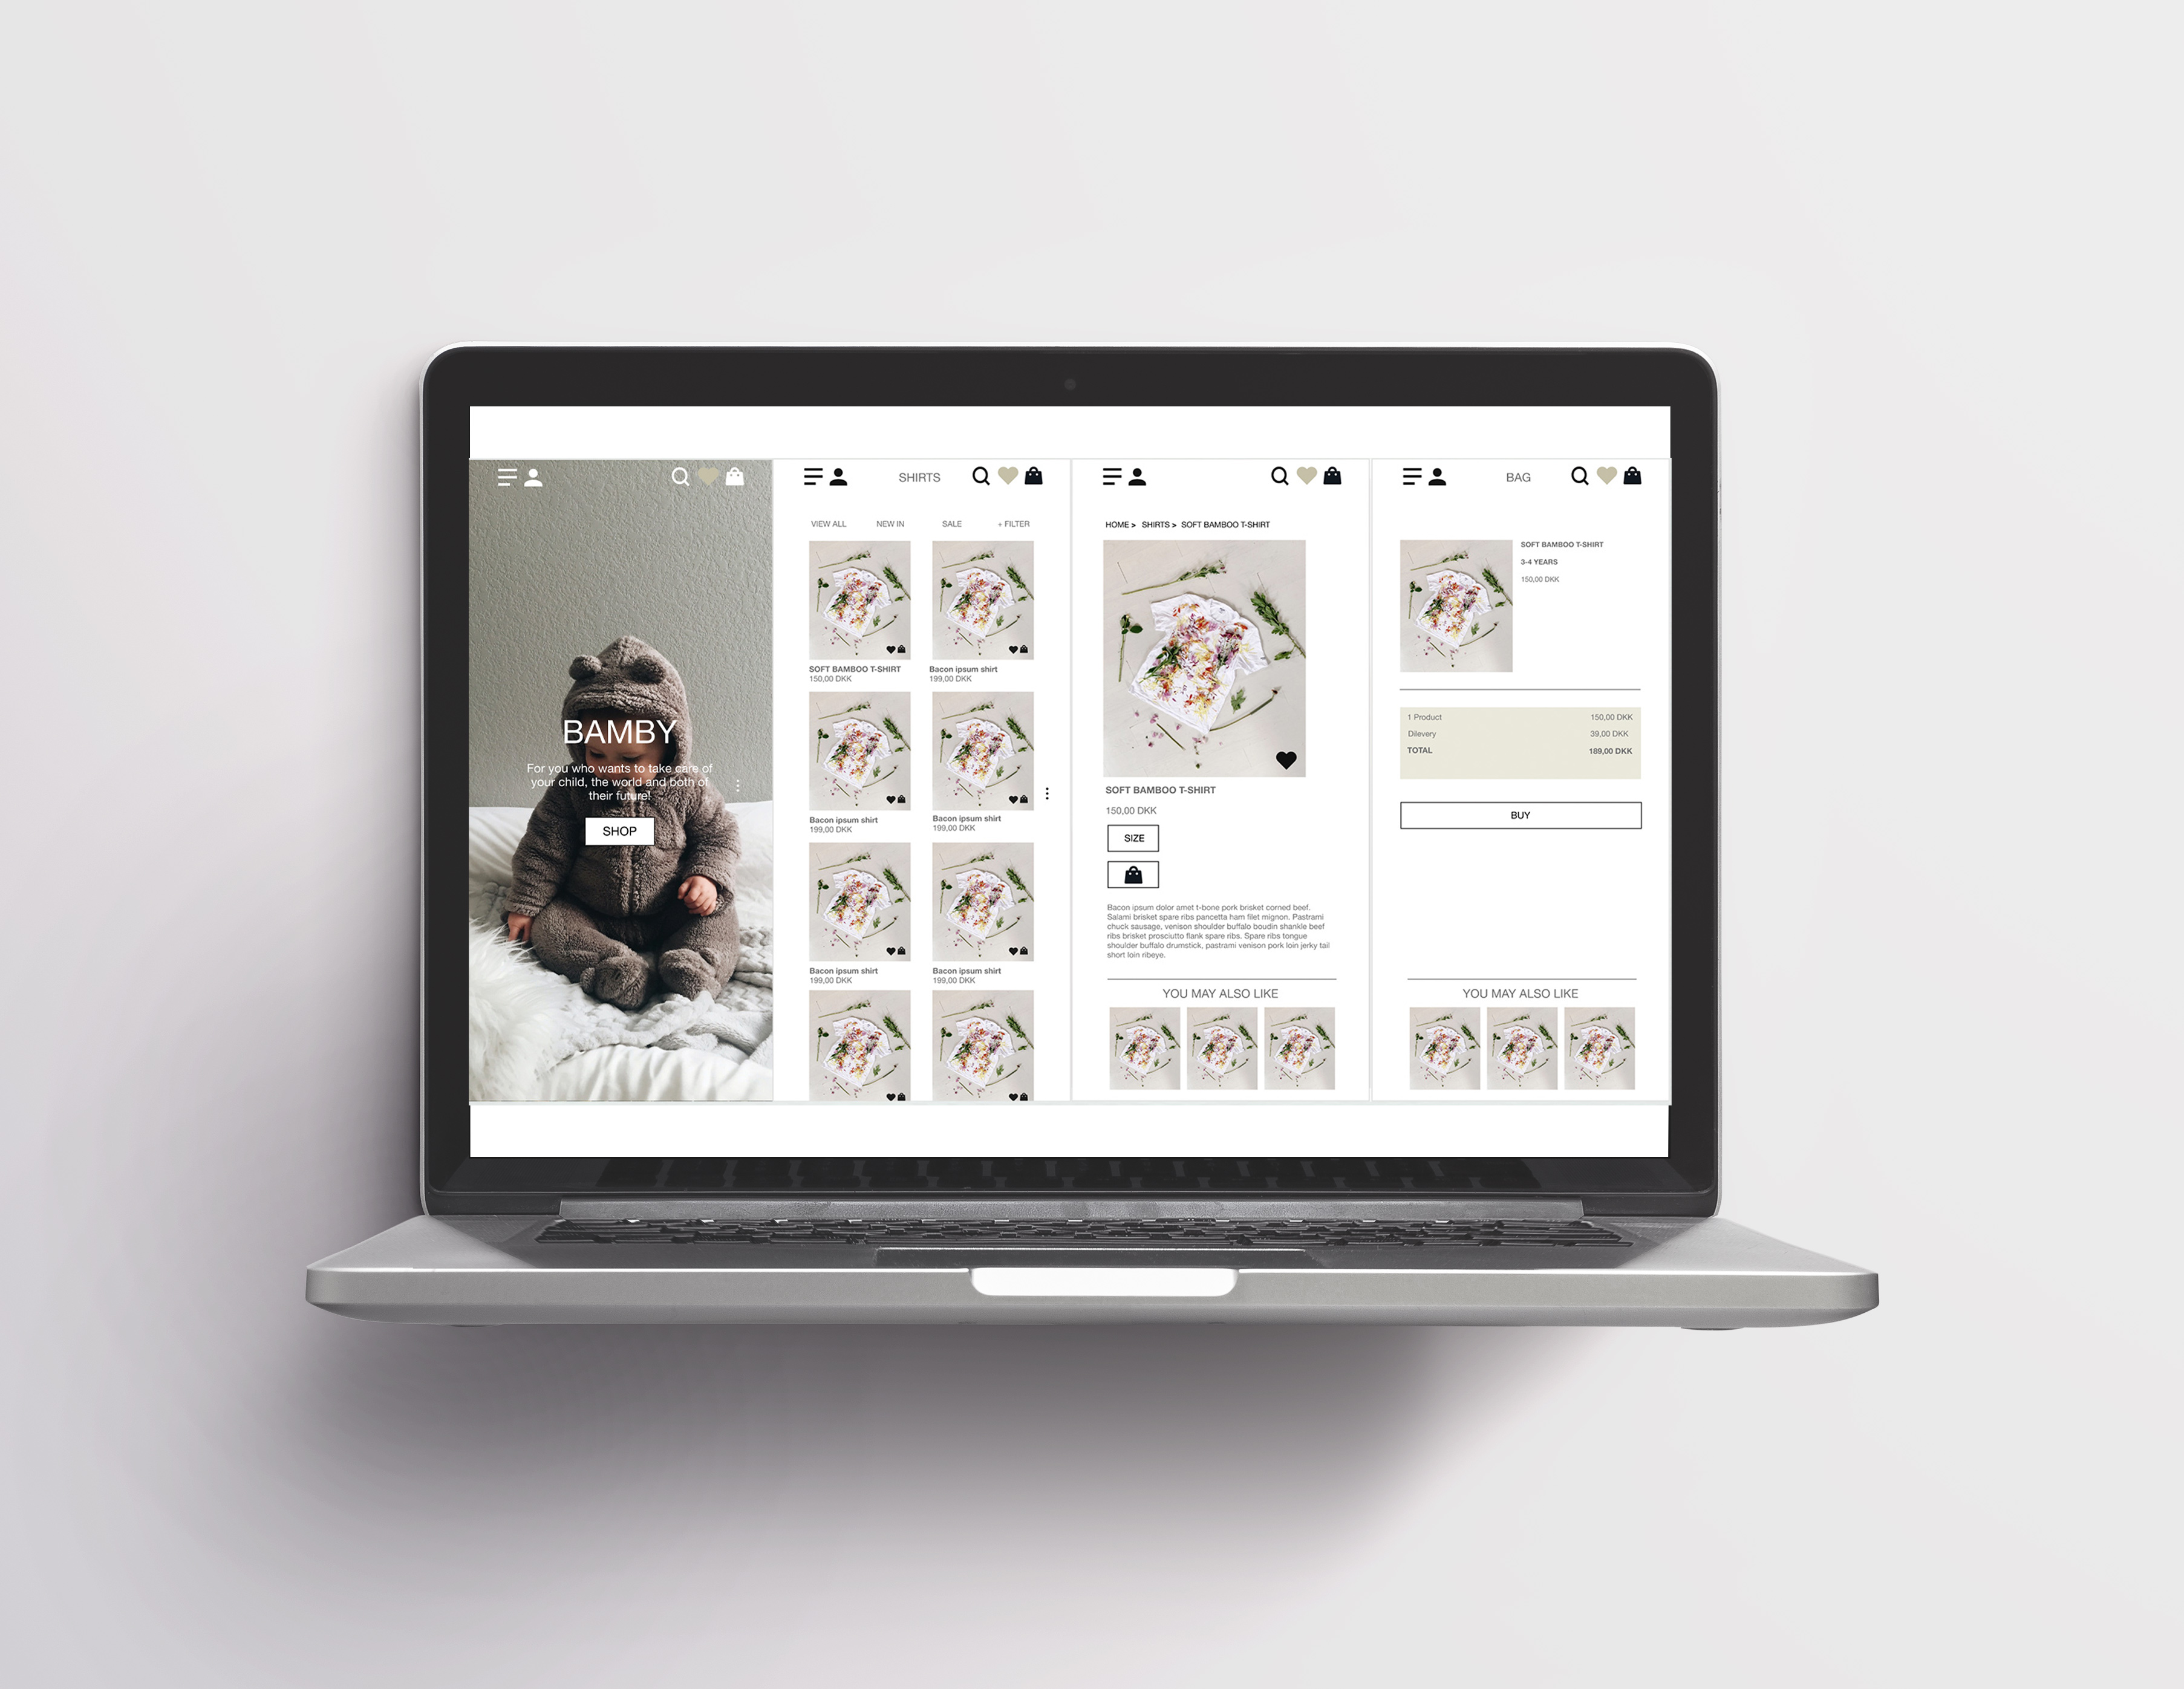 BAMBY
For you who wants to take care of
your child, the world and both of
their future!
SHOP
SHIRTS
VIEW ALL NEW IN SALE + FILTER
SOFT BAMBOO T-SHIRT
150,00 DKK
Bacon ipsum shirt
199,00 DKK
Bacon ipsum shirt
199,00 DKK
Bacon ipsum shirt
199,00 DKK
Bacon ipsum shirt
199,00 DKK
Bacon ipsum shirt
199,00 DKK
HOME > SHIRTS > SOFT BAMBOO T-SHIRT
SOFT BAMBOO T-SHIRT
150,00 DKK
SIZE
Bacon ipsum dolor amet t-bone pork brisket corned beef.
Salami brisket spare ribs pancetta ham filet mignon. Pastrami
chuck sausage, venison shoulder buffalo boudin shankle beef
ribs brisket prosciutto flank spare ribs. Spare ribs tongue
shoulder buffalo drumstick, pastrami venison pork loin jerky tail
short loin ribeye.
YOU MAY ALSO LIKE
BAG
SOFT BAMBOO T-SHIRT
3-4 YEARS
150,00 DKK
1 Product 150,00 DKK
Dilevery 39,00 DKK
TOTAL 189,00 DKK
BUY
YOU MAY ALSO LIKE